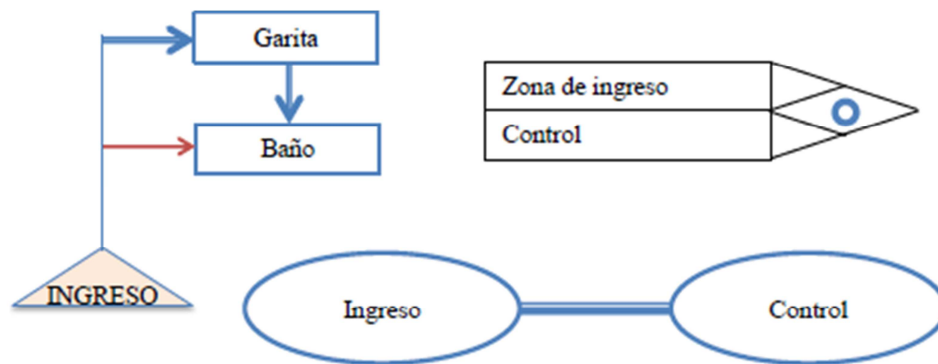 Garita
Baño
INGRESO
Zona de ingreso
Control
Ingreso
Control